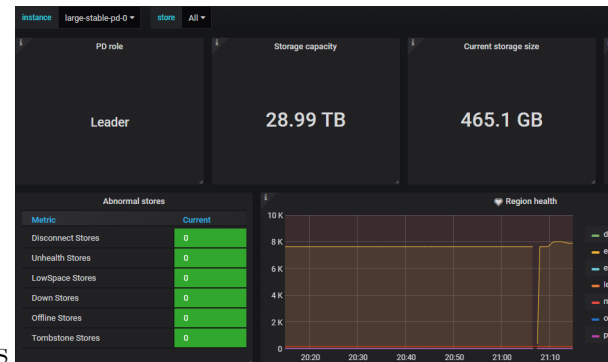 instance large-stable-pd-0 store All
PD role
Storage capacity
Current storage size
Leader
28.99 TB
465.1 GB
Abnormal stores
Metric Current
Disconnect Stores 0
Unhealth Stores 0
LowSpace Stores 0
Down Stores 0
Offline Stores 0
Tombstone Stores 0
Region health
10 K
8 K
6 K
4 K
2 K
0
20:20 20:30 20:40 20:50 21:00 21:10
S